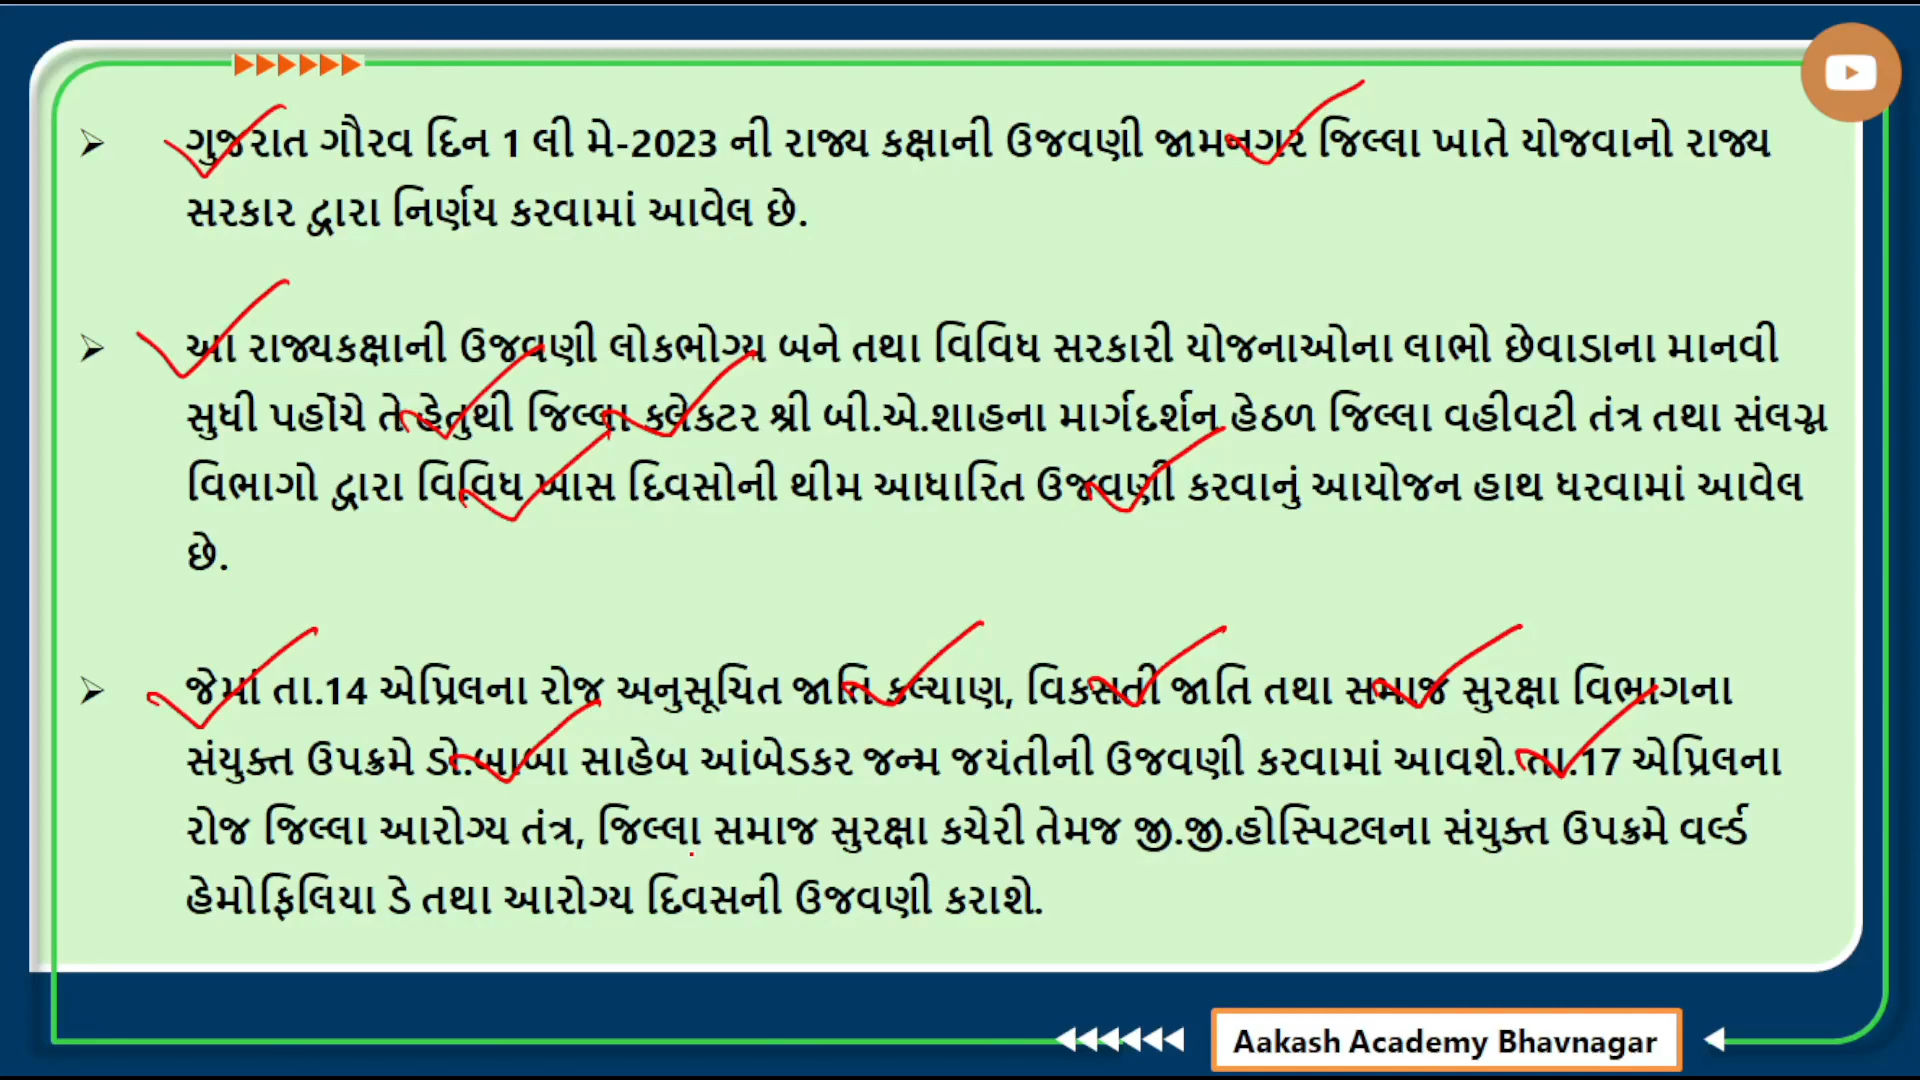 ગુજરાત ગૌરવ દિન 1 લી મે-2023 ની રાજ્ય કક્ષાની ઉજવણી જામનગર જિલ્લા ખાતે યોજવાનો રાજ્ય
સરકાર દ્વારા નિર્ણય કરવામાં આવેલ છે.
આ રાજ્યકક્ષાની ઉજવણી લોકભોગ્ય બને તથા વિવિધ સરકારી યોજનાઓના લાભો છેવાડાના માનવી
સુધી પહોંચે તે હેતુથી જિલ્લા કલેકટર શ્રી બી.એ.શાહના માર્ગદર્શન હેઠળ જિલ્લા વહીવટી તંત્ર તથા સંલગ્ન
વિભાગો દ્વારા વિવિધ ખાસ દિવસોની થીમ આધારિત ઉજવણી કરવાનું આયોજન હાથ ધરવામાં આવેલ
છે.
જેમાં તા.14 એપ્રિલના રોજ અનુસૂચિત જાતિ કલ્યાણ, વિકસતી જાતિ તથા સમાજ સુરક્ષા વિભાગના
સંયુક્ત ઉપક્રમે ડો.બાબા સાહેબ આંબેડકર જન્મ જયંતીની ઉજવણી કરવામાં આવશે. તા.17 એપ્રિલના
રોજ જિલ્લા આરોગ્ય તંત્ર, જિલ્લા સમાજ સુરક્ષા કચેરી તેમજ જી.જી.હોસ્પિટલના સંયુક્ત ઉપક્રમે વર્લ્ડ
હેમોફિલિયા ડે તથા આરોગ્ય દિવસની ઉજવણી કરાશે.
Aakash Academy Bhavnagar